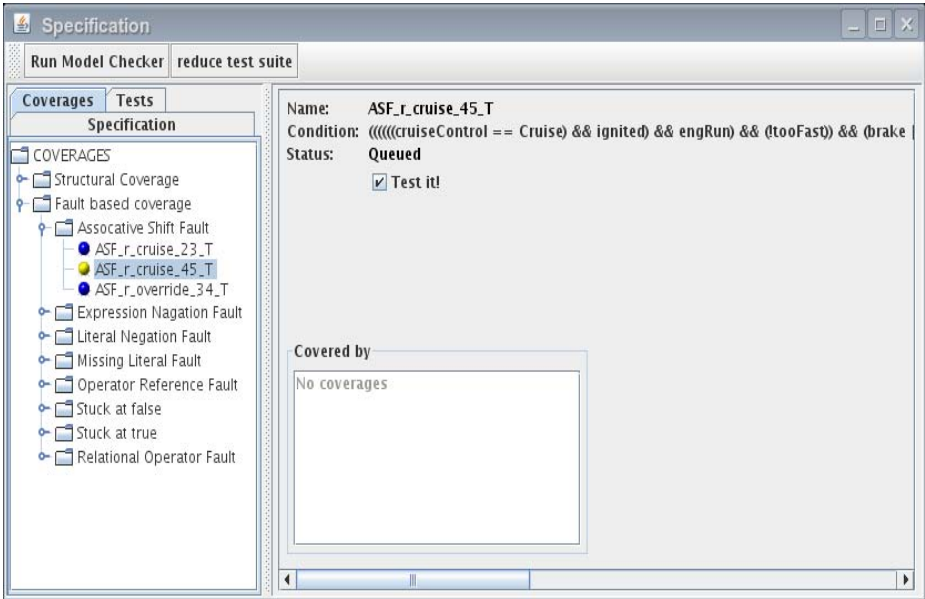 Specification
Run Model Checker reduce test suite
Coverages Tests
Specification
COVERAGES
Structural Coverage
Fault based coverage
Assocative Shift Fault
ASF_r_cruise_23_T
ASF_r_cruise_45_T
ASF_r_override_34_T
Expression Nagation Fault
Literal Negation Fault
Missing Literal Fault
Operator Reference Fault
Stuck at false
Stuck at true
Relational Operator Fault
Name: ASF_r_cruise_45_T
Condition: ((((((cruiseControl == Cruise) && ignited) && engRun) && (!tooFast)) && (brake |
Status: Queued
Test it!
Covered by
No coverages